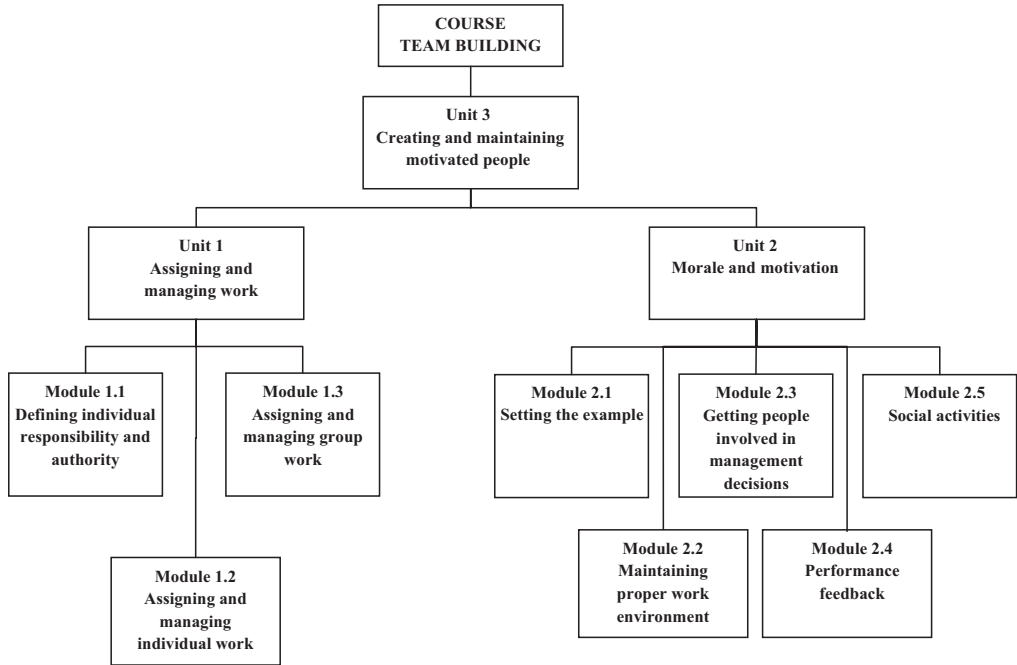 COURSE
TEAM BUILDING
Unit 3
Creating and maintaining
motivated people
Unit 1
Assigning and
managing work
Unit 2
Morale and motivation
Module 1.1
Defining individual
responsibility and
authority
Module 1.3
Assigning and
managing group
work
Module 2.1
Setting the example
Module 2.3
Getting people
involved in
management
decisions
Module 2.5
Social activities
Module 1.2
Assigning and
managing
individual work
Module 2.2
Maintaining
proper work
environment
Module 2.4
Performance
feedback